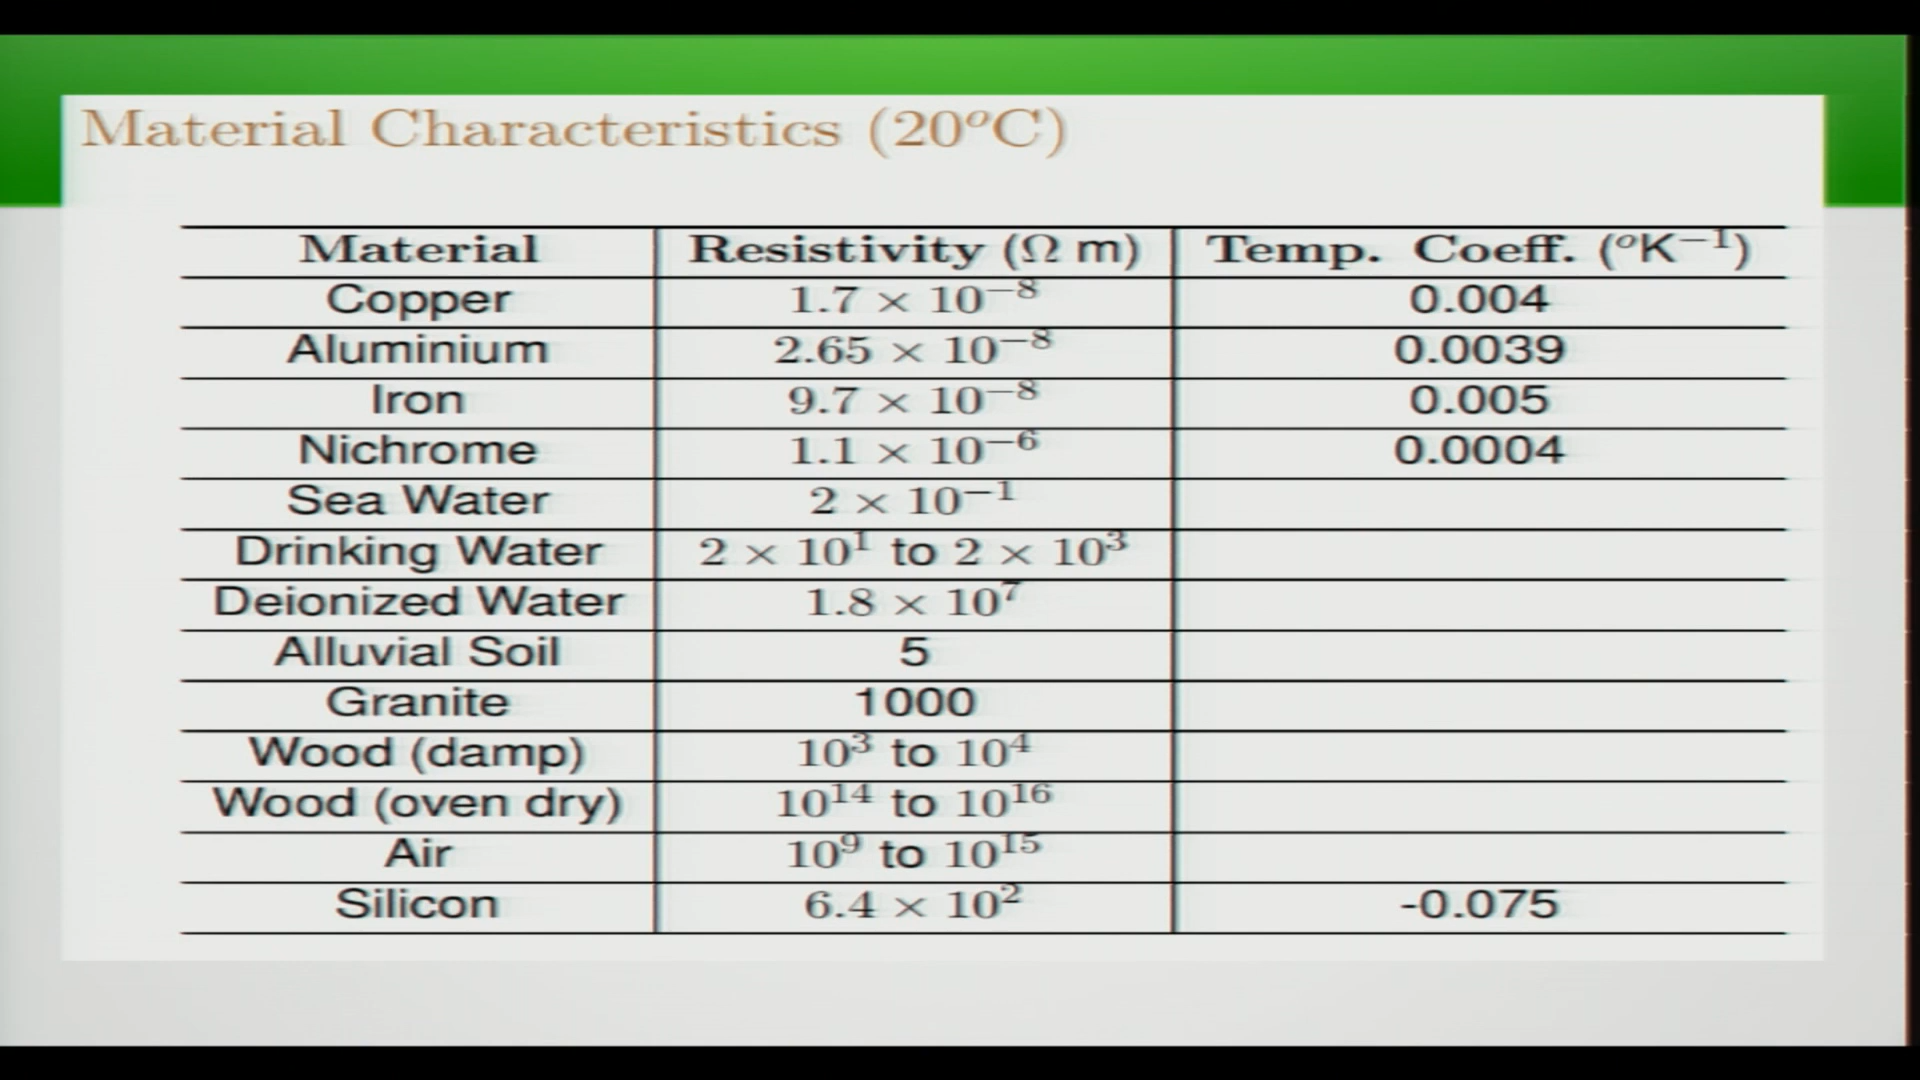 Material Characteristics (20°C)
Material Resistivity (Ω m) Temp. Coeff. (°K⁻¹)
Copper 1.7 × 10⁻⁸ 0.004
Aluminium 2.65 × 10⁻⁸ 0.0039
Iron 9.7 × 10⁻⁸ 0.005
Nichrome 1.1 × 10⁻⁶ 0.0004
Sea Water 2 × 10⁻¹
Drinking Water 2 × 10¹ to 2 × 10³
Deionized Water 1.8 × 10⁷
Alluvial Soil 5
Granite 1000
Wood (damp) 10³ to 10⁴
Wood (oven dry) 10¹⁴ to 10¹⁶
Air 10⁹ to 10¹⁵
Silicon 6.4 × 10² -0.075